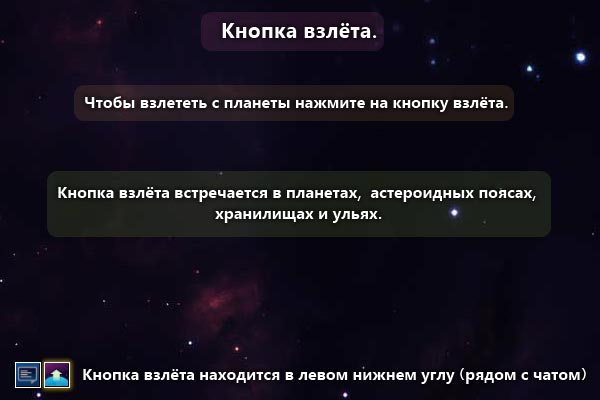 Кнопка взлёта.
Чтобы взлететь с планеты нажмите на кнопку взлёта.
Кнопка взлёта встречается в планетах, астероидных поясах,
хранилищах и ульях.
Кнопка взлёта находится в левом нижнем углу (рядом с чатом)